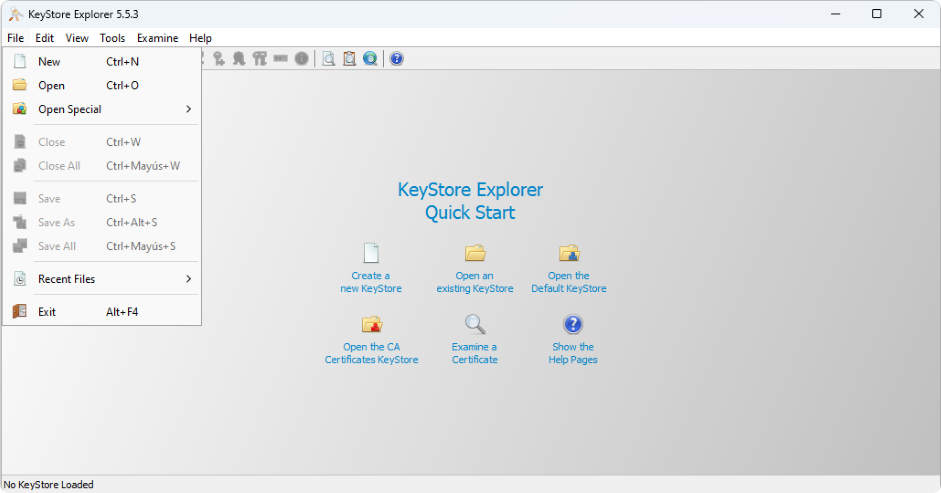 KeyStore Explorer 5.5.3
File Edit View Tools Examine Help
New Ctrl+N
Open Ctrl+O
Open Special
Close Ctrl+W
Close All Ctrl+Mayús+W
Save Ctrl+S
Save As Ctrl+Alt+S
Save All Ctrl+Mayús+S
Recent Files
Exit Alt+F4
KeyStore Explorer
Quick Start
Create a
new KeyStore
Open an
existing KeyStore
Open the
Default KeyStore
Open the CA
Certificates KeyStore
Examine a
Certificate
Show the
Help Pages
No KeyStore Loaded